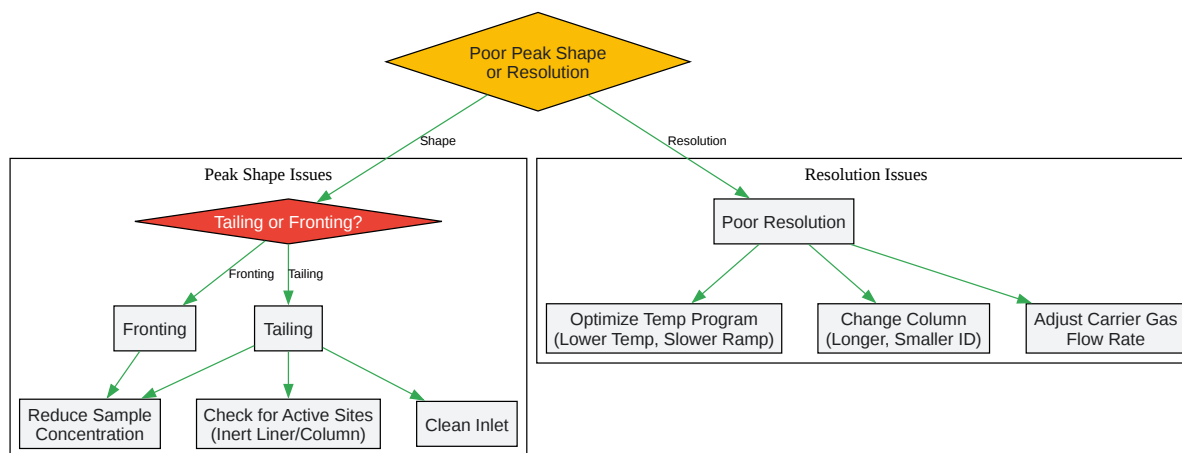 Poor Peak Shape
or Resolution
Shape
Resolution
Peak Shape Issues
Tailing or Fronting?
Fronting
Tailing
Fronting
Tailing
Reduce Sample
Concentration
Check for Active Sites
(Inert Liner/Column)
Clean Inlet
Resolution Issues
Poor Resolution
Optimize Temp Program
(Lower Temp, Slower Ramp)
Change Column
(Longer, Smaller ID)
Adjust Carrier Gas
Flow Rate